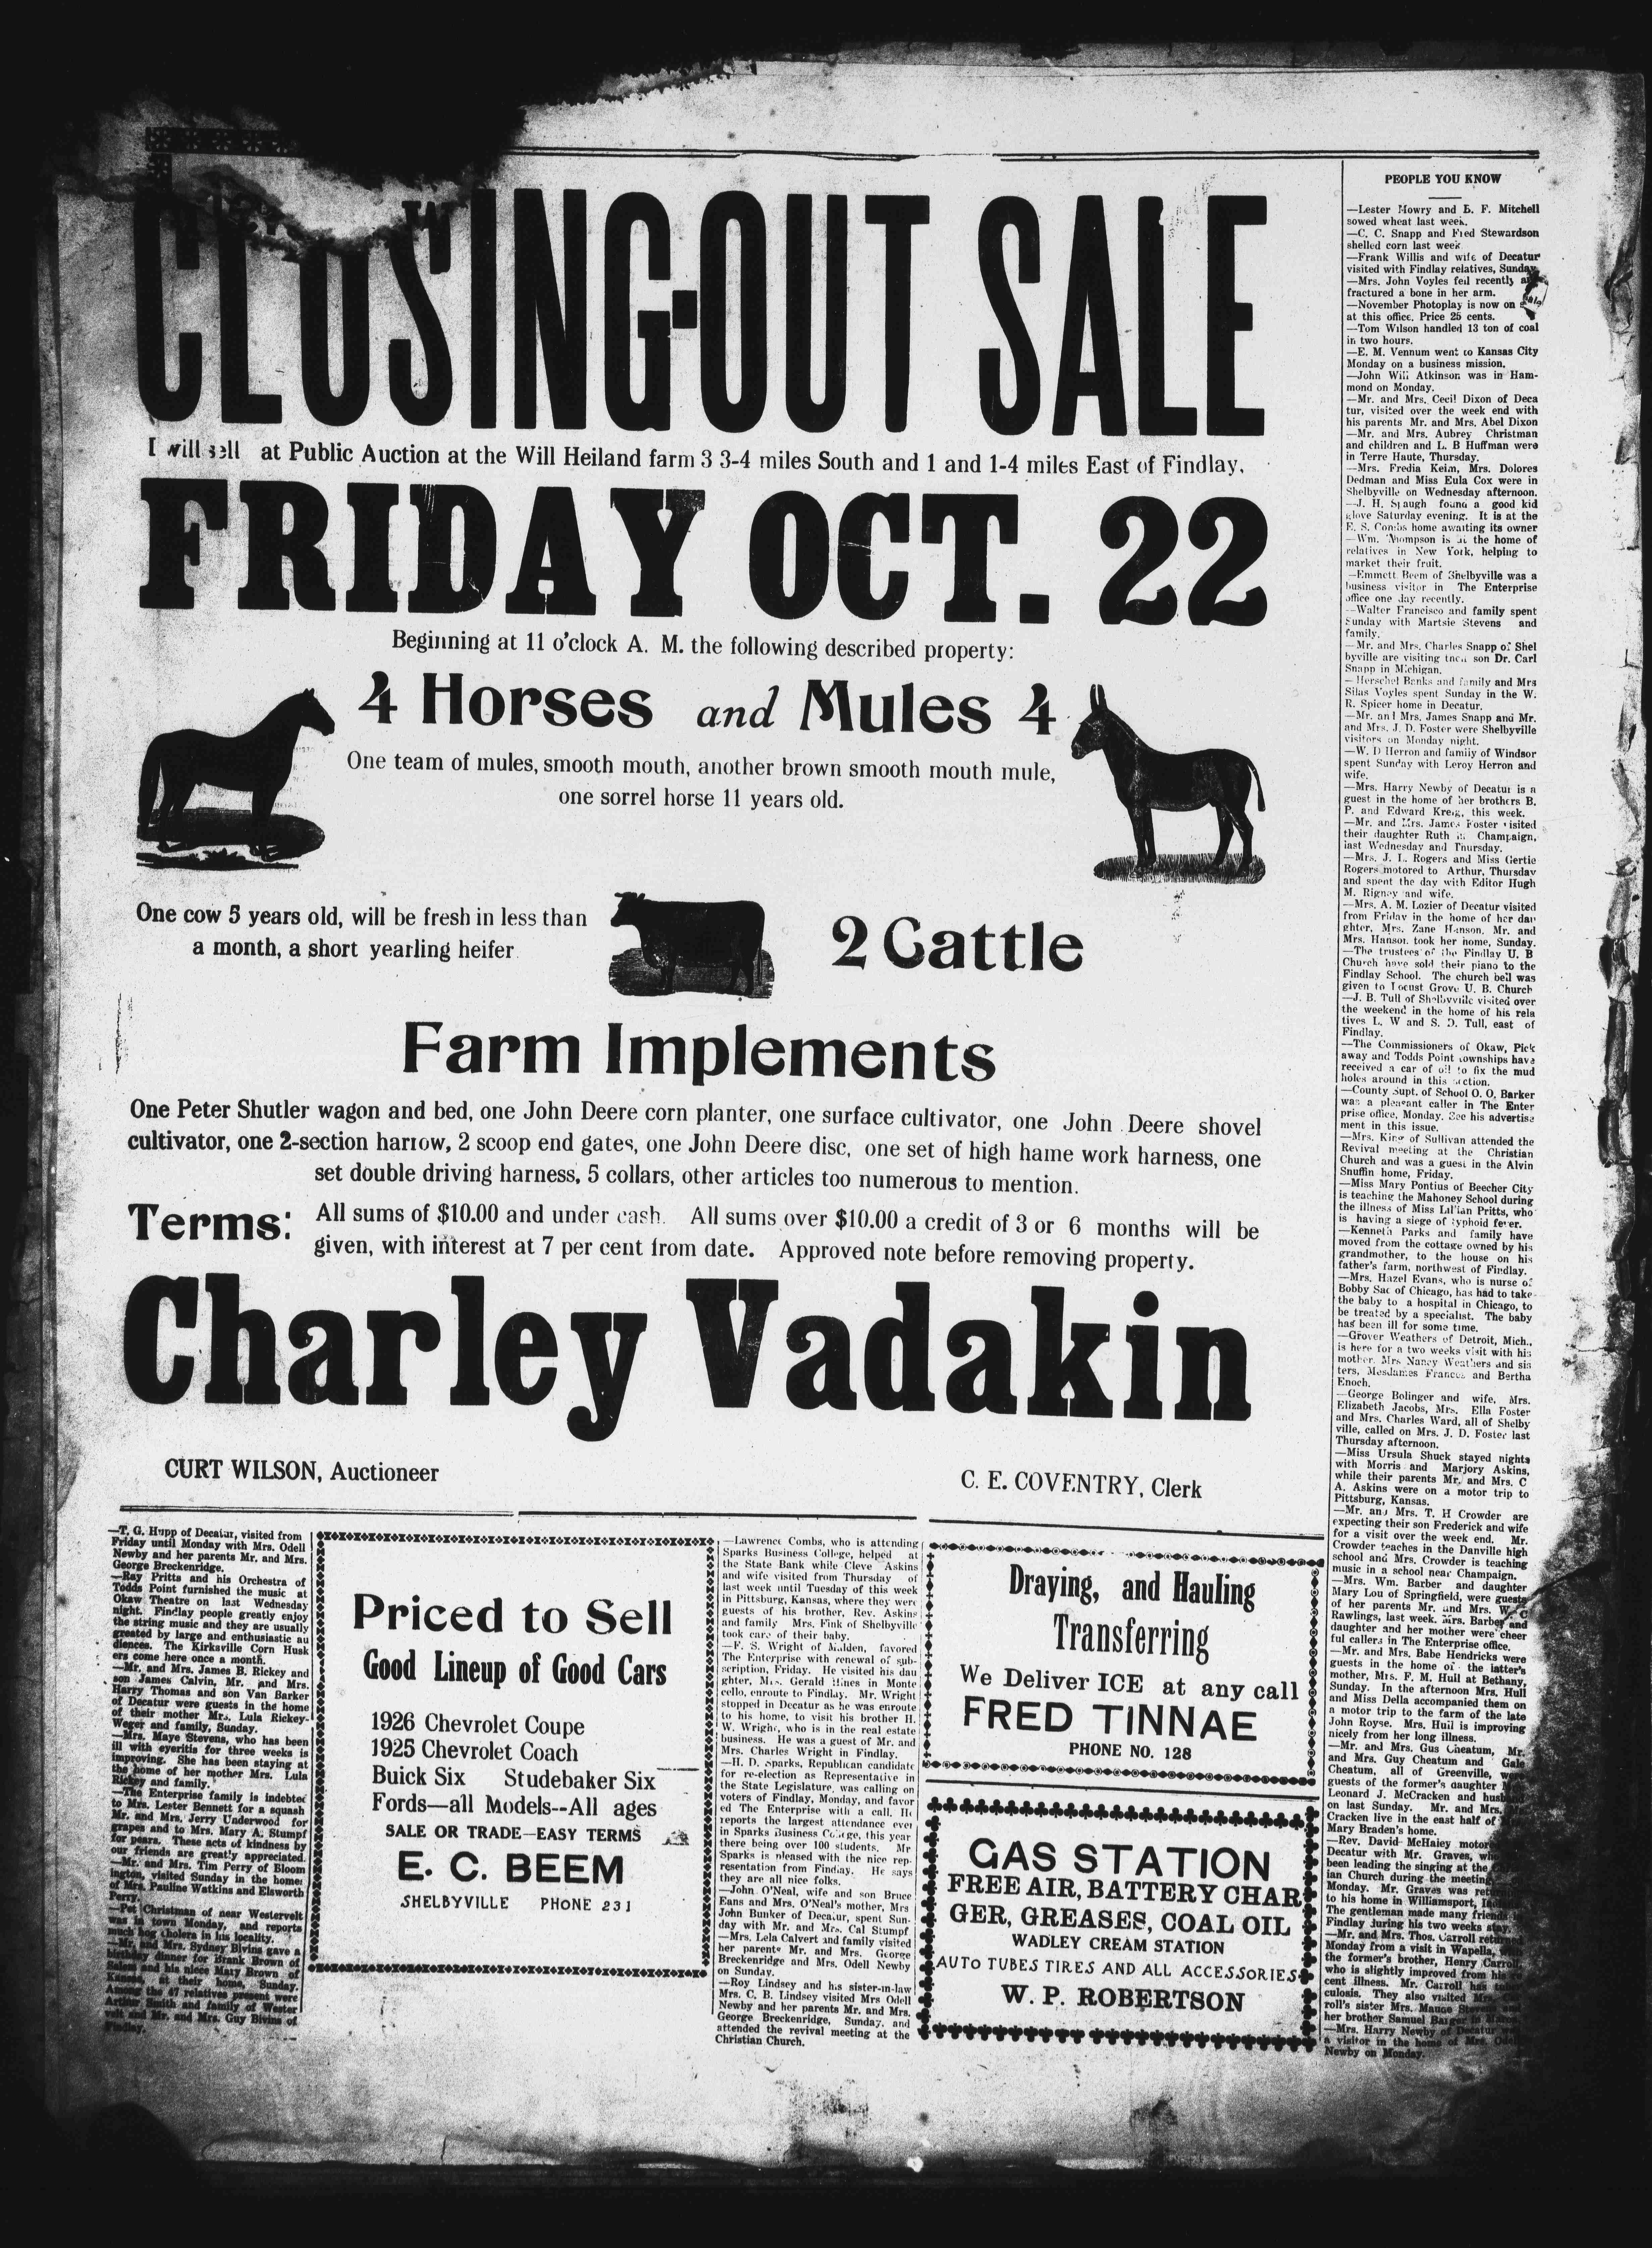 CLOSING-OUT SALE
I will sell at Public Auction at the Will Heiland farm 3 3-4 miles South and 1 and 1-4 miles East of Findlay,
FRIDAY OCT. 22
Beginning at 11 o'clock A. M. the following described property:
4 Horses and Mules 4
One team of mules, smooth mouth, another brown smooth mouth mule,
one sorrel horse 11 years old.
One cow 5 years old, will be fresh in less than
a month, a short yearling heifer
2 Cattle
Farm Implements
One Peter Shutler wagon and bed, one John Deere corn planter, one surface cultivator, one John Deere shovel
cultivator, one 2-section harrow, 2 scoop end gates, one John Deere disc, one set of high hame work harness, one
set double driving harness, 5 collars, other articles too numerous to mention.
Terms: All sums of $10.00 and under cash. All sums over $10.00 a credit of 3 or 6 months will be
given, with interest at 7 per cent from date. Approved note before removing property.
Charley Vadakin
CURT WILSON, Auctioneer
C. E. COVENTRY, Clerk
—T. G. Hupp of Decatur, visited from
Friday until Monday with Mrs. Odell
Newby and her parents Mr. and Mrs.
George Breckenridge.
—Ray Pritts and his Orchestra of
Todds Point furnished the music at
Okaw Theatre on last Wednesday
night. Findlay people greatly enjoy
the string music and they are usually
greated by large and enthusiastic au
diences. The Kirksville Corn Husk
ers come here once a month.
—Mr. and Mrs. James B. Rickey and
son James Calvin, Mr. and Mrs.
Harry Thomas and son Van Barker
of Decatur were guests in the home
of their mother Mrs. Lula Rickey-
Weger and family, Sunday.
—Mrs. Maye Stevens, who has been
ill with eyeritis for three weeks is
improving. She has been staying at
the home of her mother Mrs. Lula
Rickey and family.
—The Enterprise family is indebted
to Mrs. Lester Bennett for a squash
Mr. and Mrs. Jerry Underwood for
grapes and to Mrs. Mary A. Stumpf
for pears. These acts of kindness by
our friends are greatly appreciated.
—Mr. and Mrs. Tim Perry of Bloom
ington, visited Sunday in the homes
of Mrs. Pauline Watkins and Elsworth
Perry.
—Pet Christman of near Westervelt
was in town Monday, and reports
much hog cholera in his locality.
—Mr. and Mrs. Sydney Bivins gave a
birthday dinner for Brank Brown of
Salem and his niece Mary Brown of
Kansas, at their home, Sunday.
Among the 47 relatives present were
Arthur Smith and family of Wester
velt and Mr. and Mrs. Guy Bivins of
Findlay.
Priced to Sell
Good Lineup of Good Cars
1926 Chevrolet Coupe
1925 Chevrolet Coach
Buick Six Studebaker Six
Fords—all Models--All ages
SALE OR TRADE—EASY TERMS
E. C. BEEM
SHELBYVILLE PHONE 231
—Lawrence Combs, who is attending
Sparks Business College, helped at
the State Bank while Cleve Askins
and wife visited from Thursday of
last week until Tuesday of this week
in Pittsburg, Kansas, where they were
guests of his brother, Rev. Askins
and family Mrs. Fink of Shelbyville
took care of their baby.
—F. S. Wright of Malden, favored
The Enterprise with renewal of sub-
scription, Friday. He visited his dau
ghter, Mrs. Gerald Hines in Monte
cello, enroute to Findlay. Mr. Wright
stopped in Decatur as he was enroute
to his home, to visit his brother H.
W. Wright, who is in the real estate
business. He was a guest of Mr. and
Mrs. Charles Wright in Findlay.
—H. D. Sparks, Republican candidate
for re-election as Representative in
the State Legislature, was calling on
voters of Findlay, Monday, and favor
ed The Enterprise with a call. He
reports the largest attendance ever
in Sparks Business College, this year
there being over 100 students. Mr
Sparks is pleased with the nice rep-
resentation from Findlay. He says
they are all nice folks.
—John O'Neal, wife and son Bruce
Eans and Mrs. O'Neal's mother, Mrs
John Bunker of Decatur, spent Sun-
day with Mr. and Mrs. Cal Stumpf
—Mrs. Lela Calvert and family visited
her parents Mr. and Mrs. George
Breckenridge and Mrs. Odell Newby
on Sunday.
—Roy Lindsey and his sister-in-law
Mrs. C. B. Lindsey visited Mrs Odell
Newby and her parents Mr. and Mrs.
George Breckenridge, Sunday, and
attended the revival meeting at the
Christian Church.
Draying, and Hauling
Transferring
We Deliver ICE at any call
FRED TINNAE
PHONE NO. 128
GAS STATION
FREE AIR, BATTERY CHAR
GER, GREASES, COAL OIL
WADLEY CREAM STATION
AUTO TUBES TIRES AND ALL ACCESSORIES
W. P. ROBERTSON
PEOPLE YOU KNOW
—Lester Mowry and E. F. Mitchell
sowed wheat last week.
—C. C. Snapp and Fred Stewardson
shelled corn last week
—Frank Willis and wife of Decatur
visited with Findlay relatives, Sunday
—Mrs. John Voyles fell recently and
fractured a bone in her arm.
—November Photoplay is now on sale
at this office. Price 25 cents.
—Tom Wilson handled 13 ton of coal
in two hours.
—E. M. Vennum went to Kansas City
Monday on a business mission.
—John Will Atkinson was in Ham-
mond on Monday.
—Mr. and Mrs. Cecil Dixon of Deca
tur, visited over the week end with
his parents Mr. and Mrs. Abel Dixon
—Mr. and Mrs. Aubrey Christman
and children and L. B Huffman were
in Terre Haute, Thursday.
—Mrs. Fredia Keim, Mrs. Dolores
Dedman and Miss Eula Cox were in
Shelbyville on Wednesday afternoon.
—J. H. Spaugh found a good kid
glove Saturday evening. It is at the
E. S. Combs home awaiting its owner
—Wm. Thompson is at the home of
relatives in New York, helping to
market their fruit.
—Emmett Beem of Shelbyville was a
business visitor in The Enterprise
office one day recently.
—Walter Francisco and family spent
Sunday with Martsie Stevens and
family.
—Mr. and Mrs. Charles Snapp of Shel
byville are visiting their son Dr. Carl
Snapp in Michigan.
—Herschel Banks and family and Mrs
Silas Voyles spent Sunday in the W.
R. Spicer home in Decatur.
—Mr. and Mrs. James Snapp and Mr.
and Mrs. J. D. Foster were Shelbyville
visitors on Monday night.
—W. D Herron and family of Windsor
spent Sunday with Leroy Herron and
wife.
—Mrs. Harry Newby of Decatur is a
guest in the home of her brothers B.
P. and Edward Kreig, this week.
—Mr. and Mrs. James Foster visited
their daughter Ruth in Champaign,
last Wednesday and Thursday.
—Mrs. J. L. Rogers and Miss Gertie
Rogers motored to Arthur, Thursday
and spent the day with Editor Hugh
M. Rigney and wife.
—Mrs. A. M. Lozier of Decatur visited
from Friday in the home of her dau
ghter, Mrs. Zane Hanson. Mr. and
Mrs. Hanson took her home, Sunday.
—The trustees of the Findlay U. B
Church have sold their piano to the
Findlay School. The church bell was
given to Locust Grove U. B. Church
—J. B. Tull of Shelbyville visited over
the weekend in the home of his rela
tives L. W and S. D. Tull, east of
Findlay.
—The Commissioners of Okaw, Pick
away and Todds Point townships have
received a car of oil to fix the mud
holes around in this section.
—County Supt. of School O. O. Barker
was a pleasant caller in The Enter
prise office, Monday. See his advertise
ment in this issue.
—Mrs. King of Sullivan attended the
Revival meeting at the Christian
Church and was a guest in the Alvin
Snuffin home, Friday.
—Miss Mary Pontius of Beecher City
is teaching the Mahoney School during
the illness of Miss Lillian Pritts, who
is having a siege of typhoid fever.
—Kenneth Parks and family have
moved from the cottage owned by his
grandmother, to the house on his
father's farm, northwest of Findlay.
—Mrs. Hazel Evans, who is nurse of
Bobby Sac of Chicago, has had to take
the baby to a hospital in Chicago, to
be treated by a specialist. The baby
has been ill for some time.
—Grover Weathers of Detroit, Mich.,
is here for a two weeks visit with his
mother. Mrs Nancy Weathers and sis
ters, Mesdames Frances and Bertha
Enoch.
—George Bolinger and wife, Mrs.
Elizabeth Jacobs, Mrs. Ella Foster
and Mrs. Charles Ward, all of Shelby
ville, called on Mrs. J. D. Foster last
Thursday afternoon.
—Miss Ursula Shuck stayed nights
with Morris and Marjory Askins,
while their parents Mr. and Mrs. C
A. Askins were on a motor trip to
Pittsburg, Kansas.
—Mr. and Mrs. T. H Crowder are
expecting their son Frederick and wife
for a visit over the week end. Mr.
Crowder teaches in the Danville high
school and Mrs. Crowder is teaching
music in a school near Champaign.
—Mrs. Wm. Barber and daughter
Mary Lou of Springfield, were guests
of her parents Mr. and Mrs. W. C
Rawlings, last week. Mrs. Barber and
daughter and her mother were cheer
ful callers in The Enterprise office.
—Mr. and Mrs. Babe Hendricks were
guests in the home of the latter's
mother, Mrs. F. M. Hull at Bethany,
Sunday. In the afternoon Mrs. Hull
and Miss Della accompanied them on
a motor trip to the farm of the late
John Royse. Mrs. Hull is improving
nicely from her long illness.
—Mr. and Mrs. Gus Cheatum, Mr.
and Mrs. Guy Cheatum and Gale
Cheatum, all of Greenville, were
guests of the former's daughter
Leonard J. McCracken and husband
on last Sunday. Mr. and Mrs.
Cracken live in the east half of
Mary Braden's home.
—Rev. David McHaley motored
Decatur with Mr. Graves, who
been leading the singing at the
ian Church during the meeting
Monday. Mr. Graves was
to his home in Williamsport,
The gentleman made many friends
Findlay during his two weeks stay.
—Mr. and Mrs. Thos. Carroll returned
Monday from a visit in Wapella,
the former's brother, Henry Carroll
who is slightly improved from his
cent illness. Mr. Carroll has
culosis. They also visited Mrs.
roll's sister Mrs. Mauge
her brother Samuel Barger
—Mrs. Harry Newby of Decatur was
a visitor in the home of Mrs. Odell
Newby on Monday.